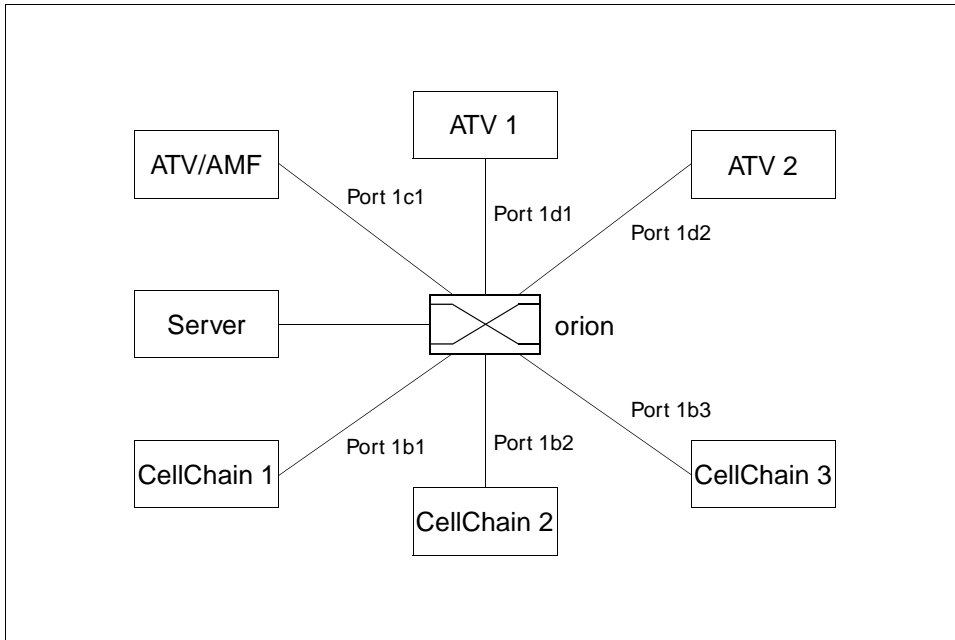 ATV 1
ATV/AMF
ATV 2
Port 1c1
Port 1d1
Port 1d2
Server
orion
Port 1b3
Port 1b1
Port 1b2
CellChain 1
CellChain 3
CellChain 2